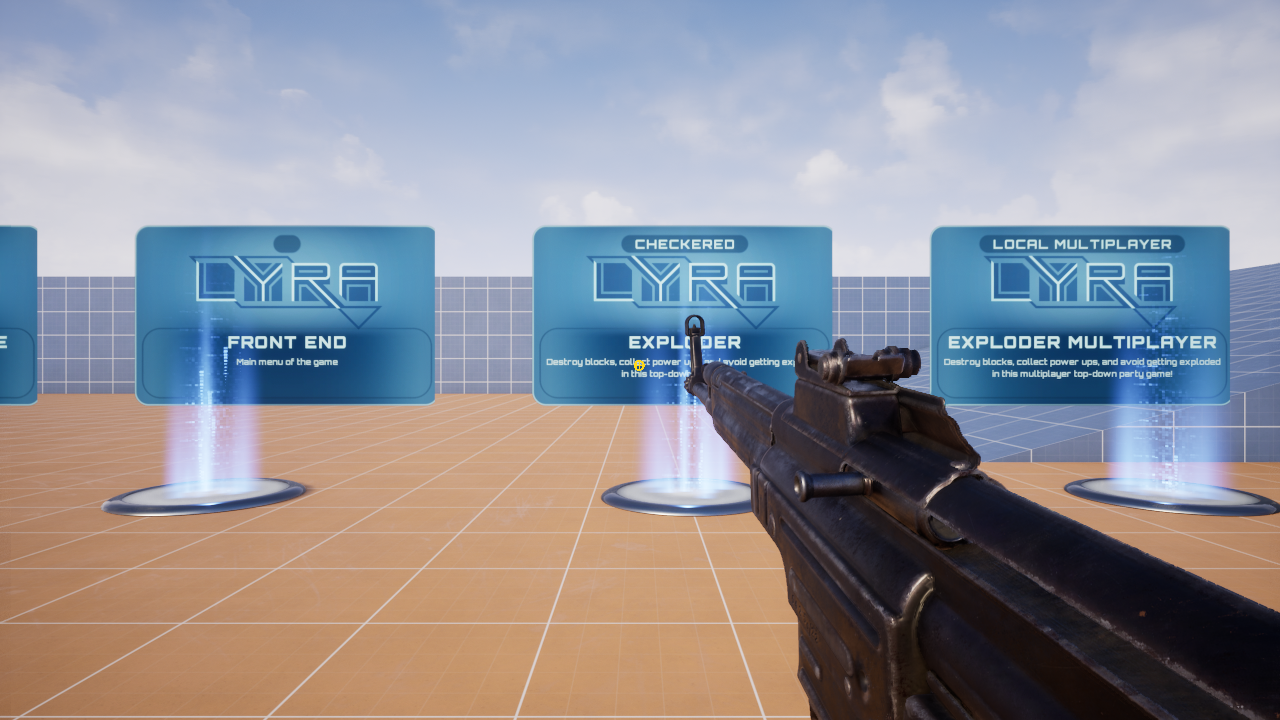 E
LYRA
FRONT END
Main menu of the game
CHECKERED
LYRA
EXPLODER
Destroy blocks, collect power avoid getting
in this top-down
LOCAL MULTIPLAYER
LYRA
EXPLODER MULTIPLAYER
Destroy blocks, collect power ups, and avoid getting exploded
in this multiplayer top-down party game!